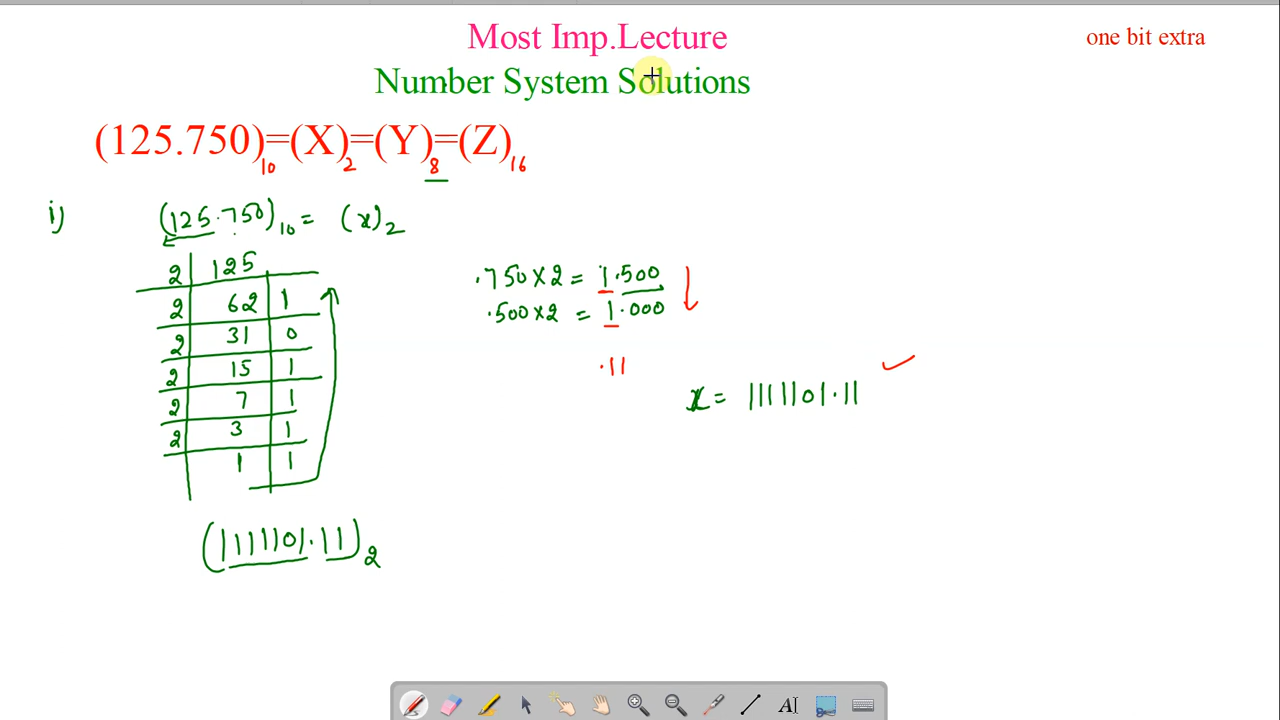 Most Imp.Lecture
one bit extra
Number System Solutions
(125.750)₁₀=(X)₂=(Y)₈=(Z)₁₆
i) (125.750)₁₀ = (x)₂
2 | 125
2 | 62 | 1
2 | 31 | 0
2 | 15 | 1
2 | 7 | 1
2 | 3 | 1
1 | 1
.750×2 = 1.500
.500×2 = 1.000
.11
x = 1111101.11
(1111101.11)₂